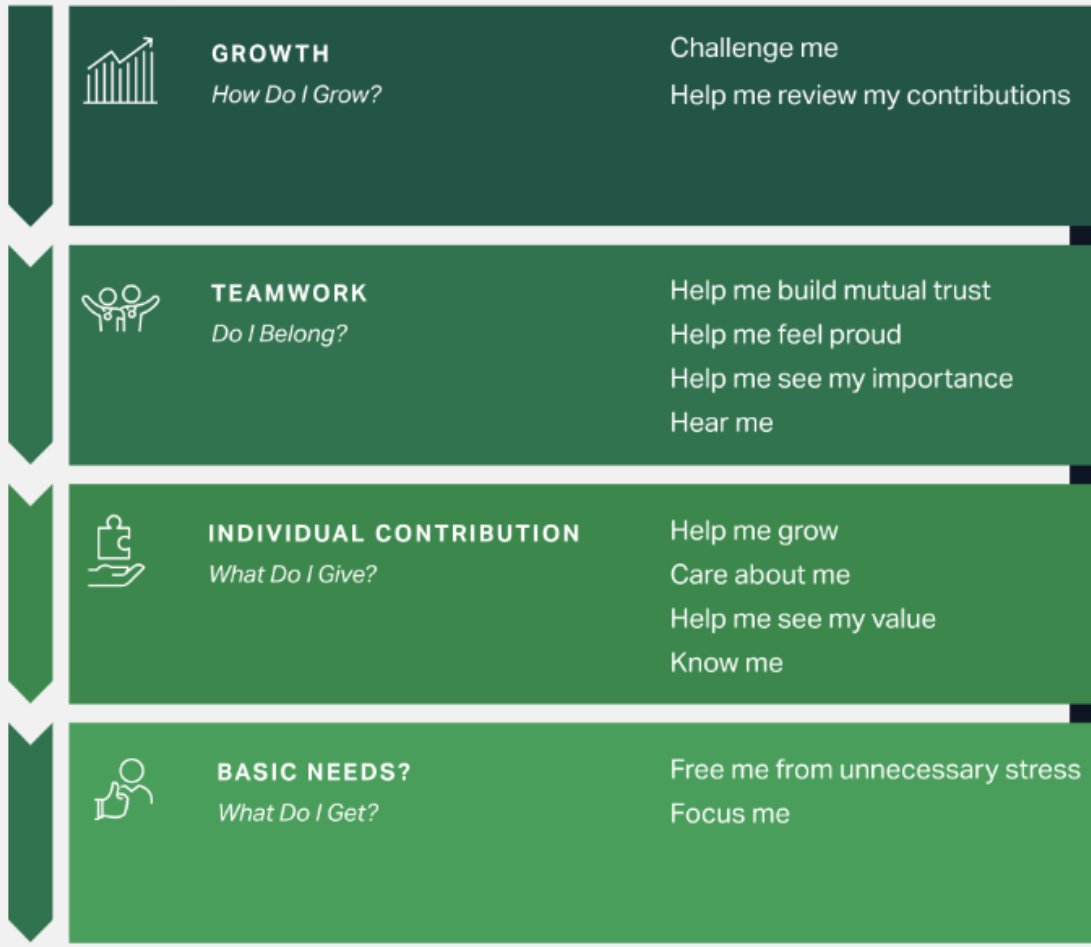 GROWTH
How Do I Grow?
Challenge me
Help me review my contributions
TEAMWORK
Do I Belong?
Help me build mutual trust
Help me feel proud
Help me see my importance
Hear me
INDIVIDUAL CONTRIBUTION
What Do I Give?
Help me grow
Care about me
Help me see my value
Know me
BASIC NEEDS?
What Do I Get?
Free me from unnecessary stress
Focus me